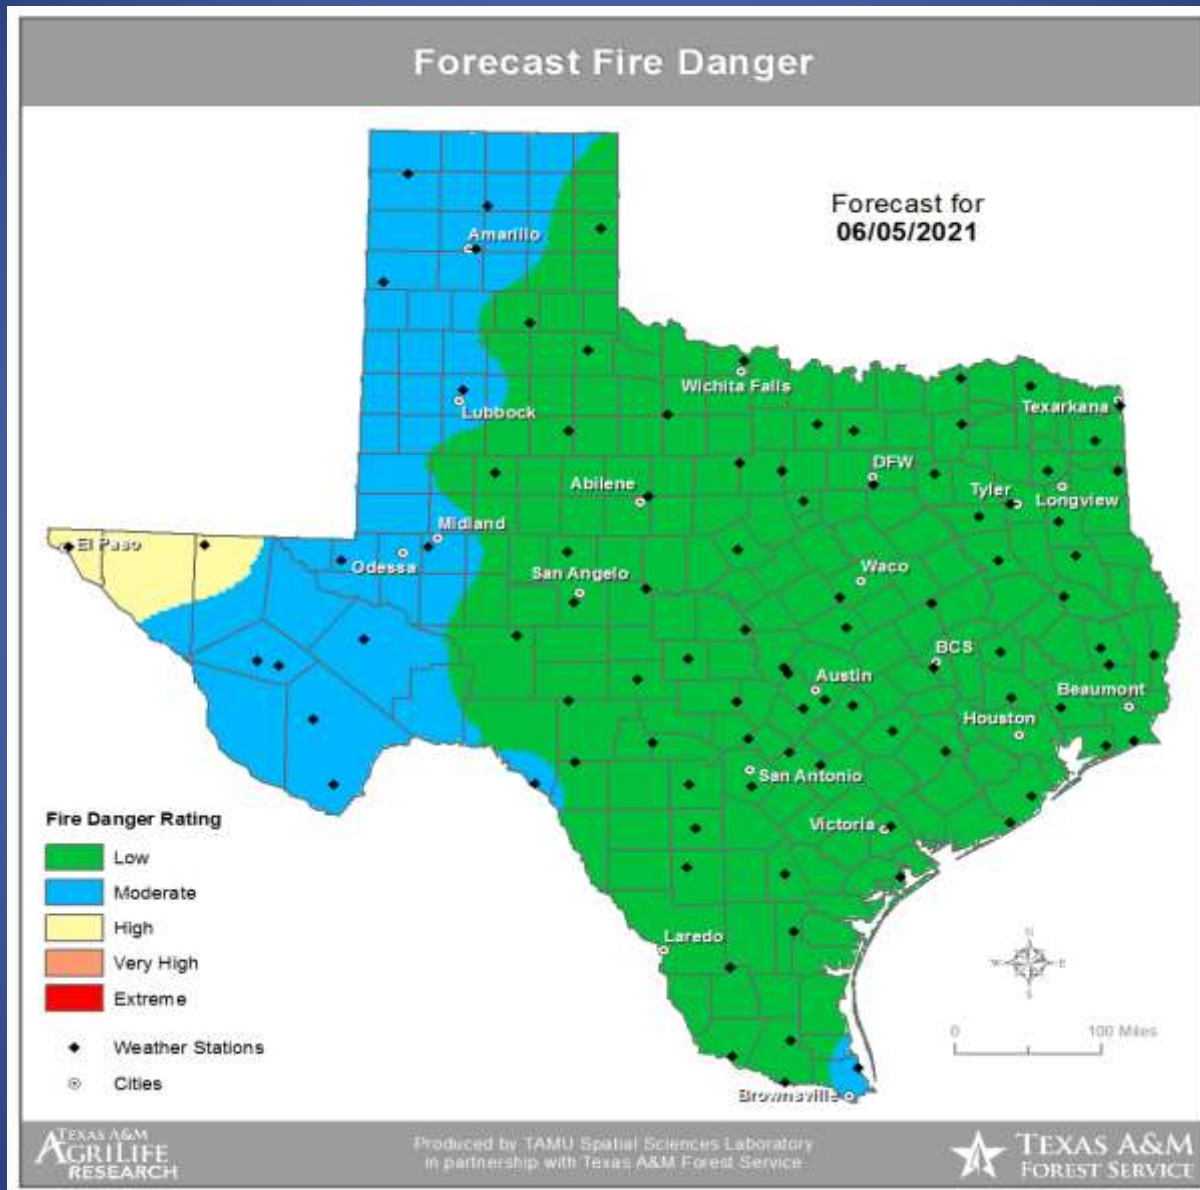 Forecast Fire Danger
Forecast for
06/05/2021
Amarillo
Wichita Falls
Lubbock
Texarkana
DFW
Abilene
Tyler
Longview
Midland
El Paso
Odessa
San Angelo
Waco
BCS
Austin
Beaumont
Houston
San Antonio
Victoria
Laredo
Brownsville
Fire Danger Rating
Low
Moderate
High
Very High
Extreme
Weather Stations
Cities
N
W E
S
0 100 Miles
TEXAS A&M
AGRILIFE
RESEARCH
Produced by TAMU Spatial Sciences Laboratory
in partnership with Texas A&M Forest Service
TEXAS A&M
FOREST SERVICE